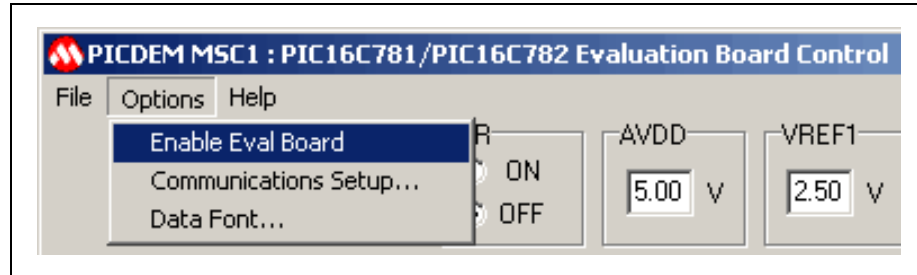 PICDEM MSC1 : PIC16C781/PIC16C782 Evaluation Board Control
File Options Help
Enable Eval Board
Communications Setup...
Data Font...
R
ON
OFF
AVDD
5.00 V
VREF1
2.50 V